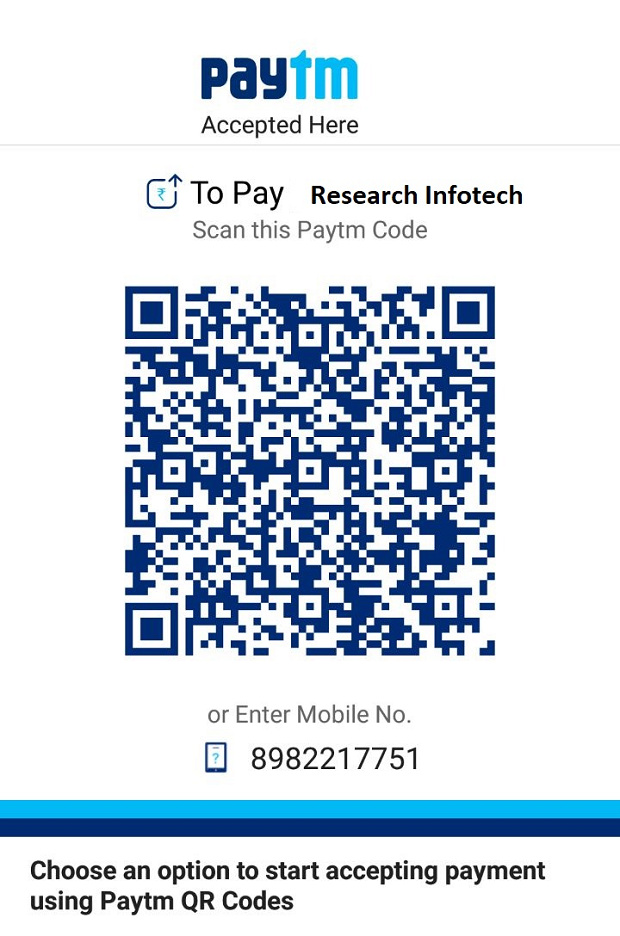 paytm
Accepted Here
₹ To Pay Research Infotech
Scan this Paytm Code
or Enter Mobile No.
? 8982217751
Choose an option to start accepting payment
using Paytm QR Codes